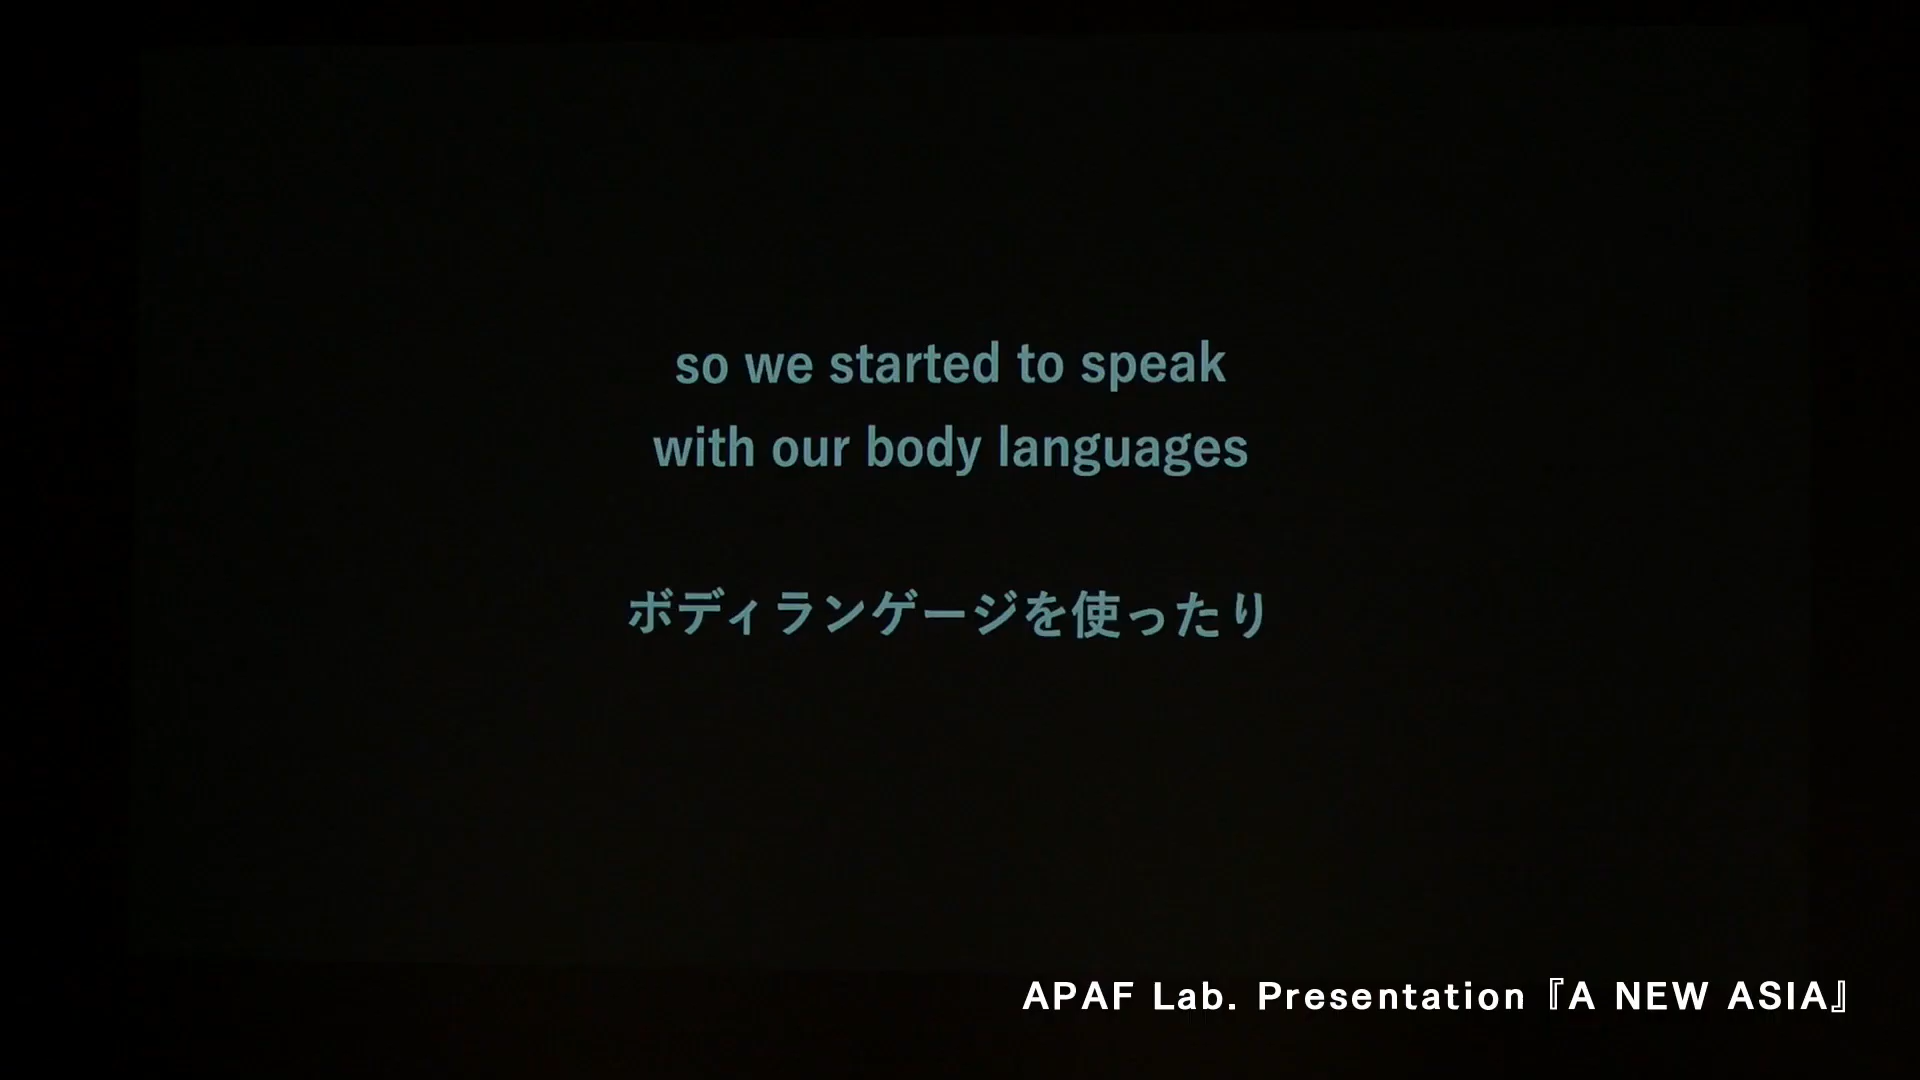 so we started to speak
with our body languages
ボディランゲージを使ったり
APAF Lab. Presentation『A NEW ASIA』